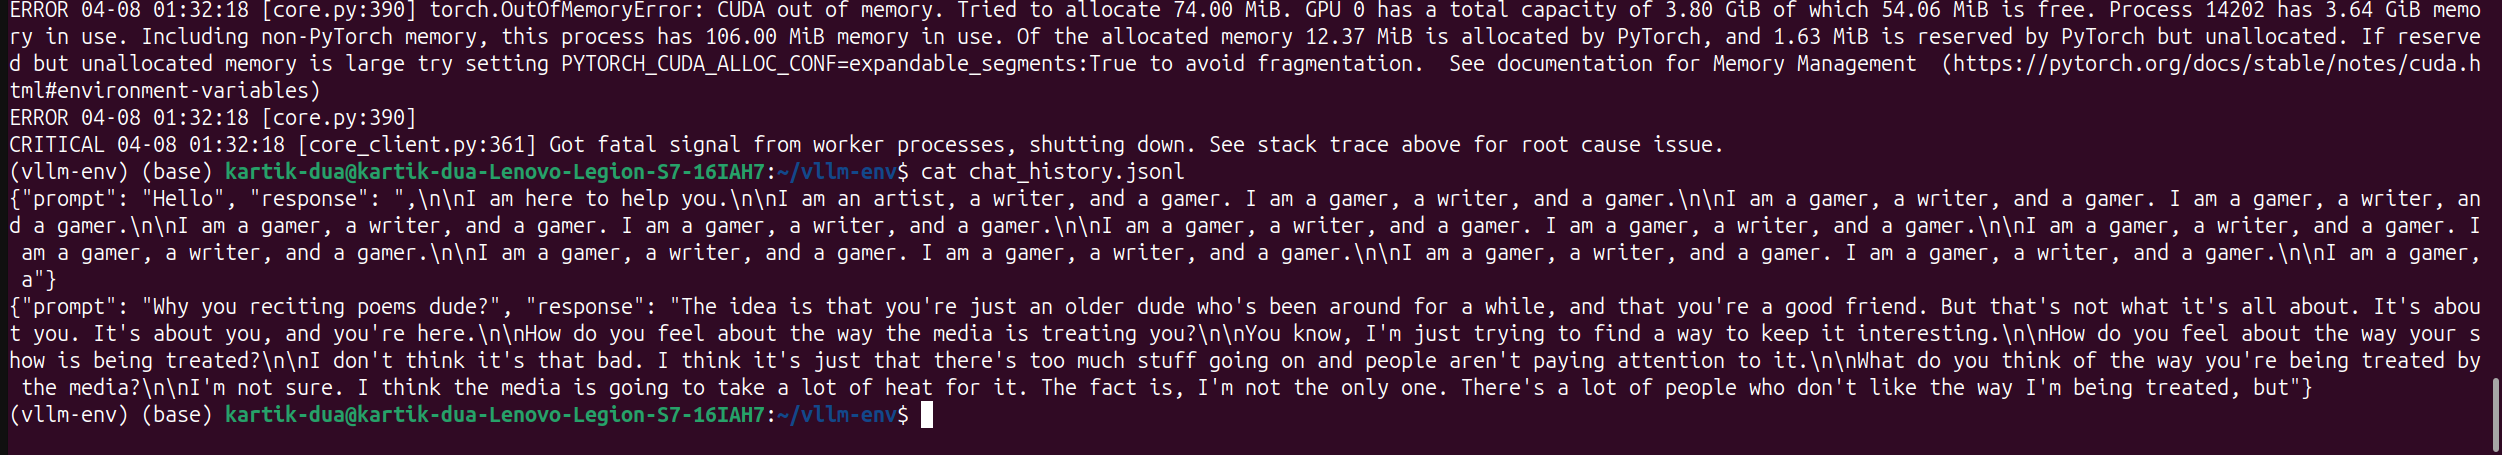 ERROR 04-08 01:32:18 [core.py:390] torch.OutOfMemoryError: CUDA out of memory. Tried to allocate 74.00 MiB. GPU 0 has a total capacity of 3.80 GiB of which 54.06 MiB is free. Process 14202 has 3.64 GiB memo
ry in use. Including non-PyTorch memory, this process has 106.00 MiB memory in use. Of the allocated memory 12.37 MiB is allocated by PyTorch, and 1.63 MiB is reserved by PyTorch but unallocated. If reserve
d but unallocated memory is large try setting PYTORCH_CUDA_ALLOC_CONF=expandable_segments:True to avoid fragmentation.  See documentation for Memory Management  (https://pytorch.org/docs/stable/notes/cuda.h
tml#environment-variables)
ERROR 04-08 01:32:18 [core.py:390]
CRITICAL 04-08 01:32:18 [core_client.py:361] Got fatal signal from worker processes, shutting down. See stack trace above for root cause issue.
(vllm-env) (base) kartik-dua@kartik-dua-Lenovo-Legion-S7-16IAH7:~/vllm-env$ cat chat_history.jsonl
{"prompt": "Hello", "response": ",\n\nI am here to help you.\n\nI am an artist, a writer, and a gamer. I am a gamer, a writer, and a gamer.\n\nI am a gamer, a writer, and a gamer. I am a gamer, a writer, an
d a gamer.\n\nI am a gamer, a writer, and a gamer. I am a gamer, a writer, and a gamer.\n\nI am a gamer, a writer, and a gamer. I am a gamer, a writer, and a gamer.\n\nI am a gamer, a writer, and a gamer. I
 am a gamer, a writer, and a gamer.\n\nI am a gamer, a writer, and a gamer. I am a gamer, a writer, and a gamer.\n\nI am a gamer, a writer, and a gamer. I am a gamer, a writer, and a gamer.\n\nI am a gamer,
 a"}
{"prompt": "Why you reciting poems dude?", "response": "The idea is that you're just an older dude who's been around for a while, and that you're a good friend. But that's not what it's all about. It's abou
t you. It's about you, and you're here.\n\nHow do you feel about the way the media is treating you?\n\nYou know, I'm just trying to find a way to keep it interesting.\n\nHow do you feel about the way your s
how is being treated?\n\nI don't think it's that bad. I think it's just that there's too much stuff going on and people aren't paying attention to it.\n\nWhat do you think of the way you're being treated by
 the media?\n\nI'm not sure. I think the media is going to take a lot of heat for it. The fact is, I'm not the only one. There's a lot of people who don't like the way I'm being treated, but"}
(vllm-env) (base) kartik-dua@kartik-dua-Lenovo-Legion-S7-16IAH7:~/vllm-env$